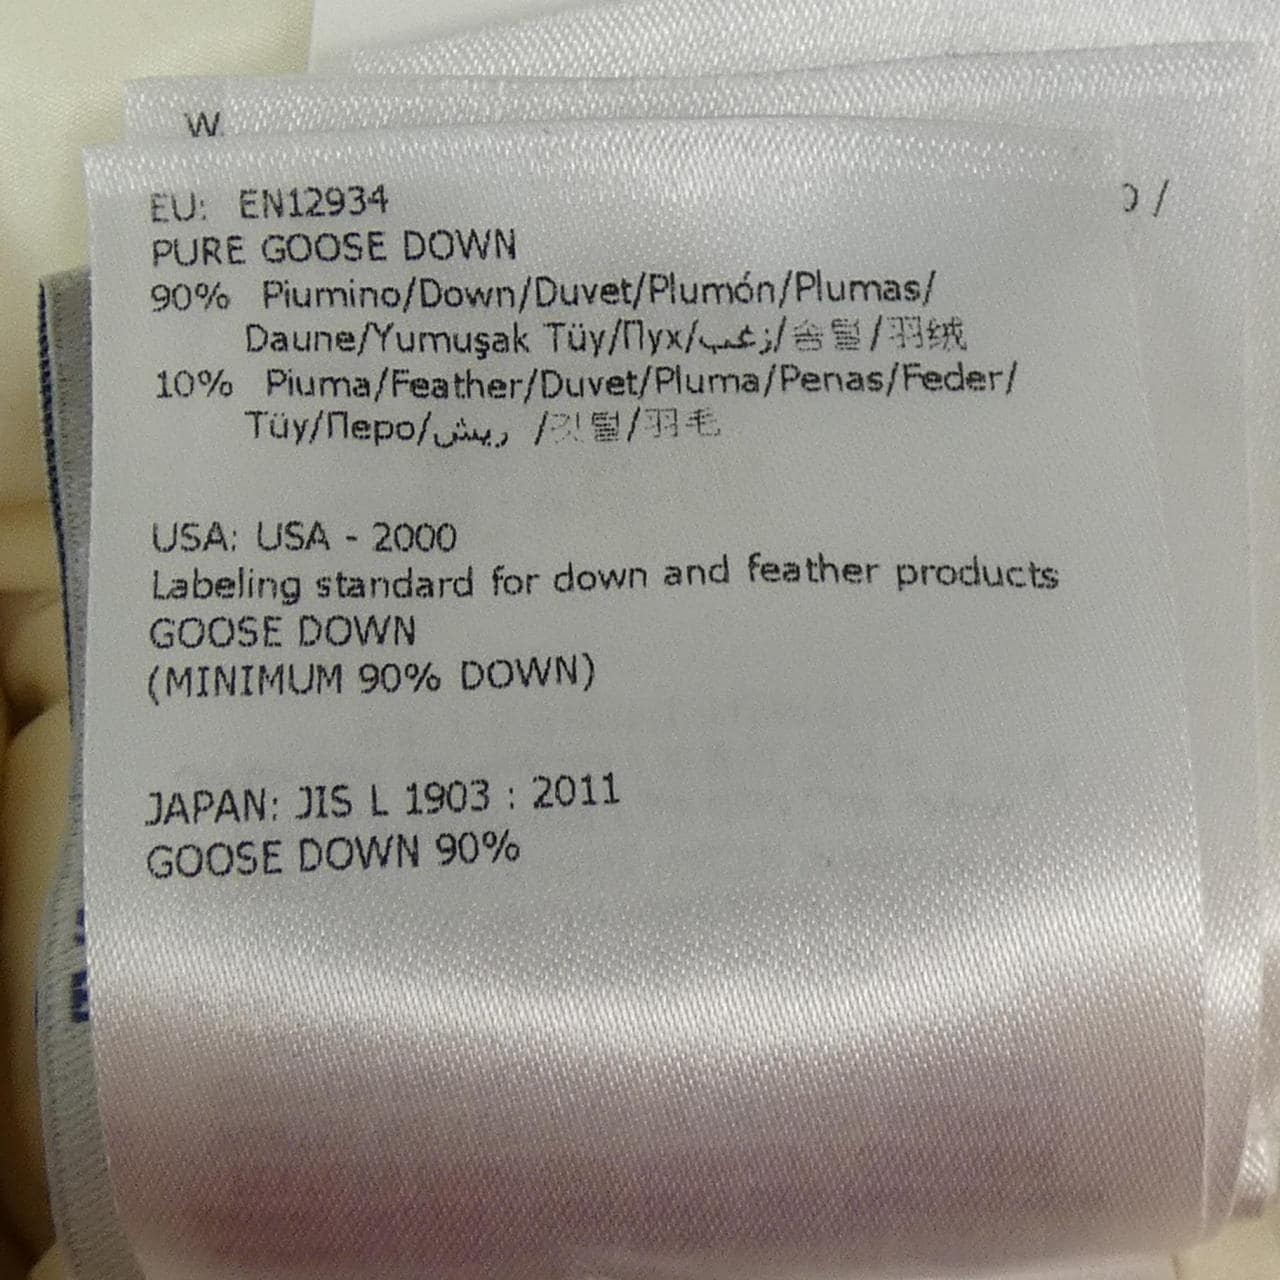 W
EU: EN12934
PURE GOOSE DOWN
90% Piumino/Down/Duvet/Plumón/Plumas/
Daune/Yumuşak Tüy/Пух/زغب/솜털/羽绒
10% Piuma/Feather/Duvet/Pluma/Penas/Feder/
Tüy/Перо/ريش /깃털/羽毛
USA: USA - 2000
Labeling standard for down and feather products
GOOSE DOWN
(MINIMUM 90% DOWN)
JAPAN: JIS L 1903 : 2011
GOOSE DOWN 90%